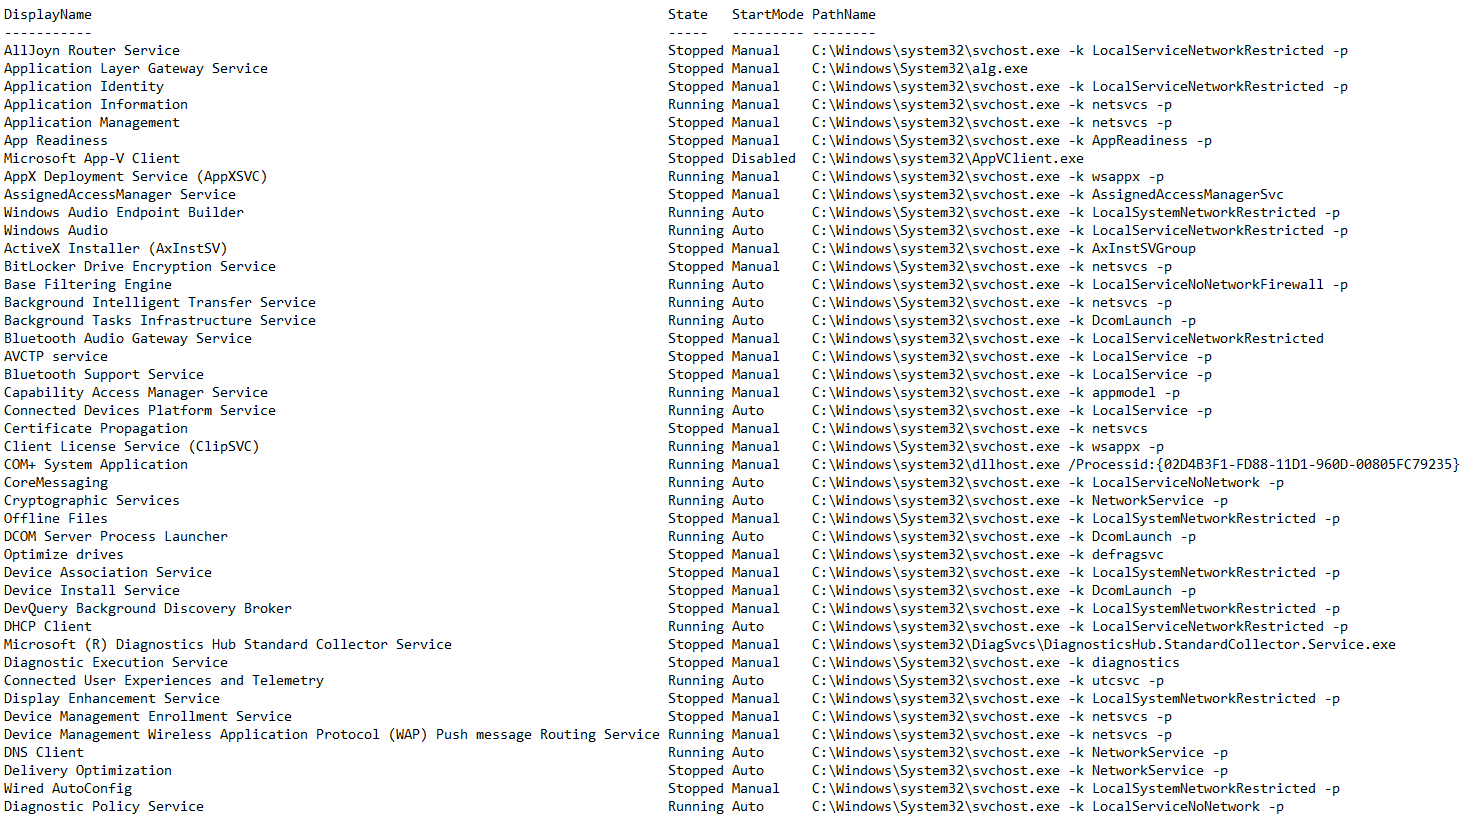 DisplayName State StartMode PathName
----------- ----- --------- --------
AllJoyn Router Service Stopped Manual C:\Windows\system32\svchost.exe -k LocalServiceNetworkRestricted -p
Application Layer Gateway Service Stopped Manual C:\Windows\System32\alg.exe
Application Identity Stopped Manual C:\Windows\system32\svchost.exe -k LocalServiceNetworkRestricted -p
Application Information Running Manual C:\Windows\system32\svchost.exe -k netsvcs -p
Application Management Stopped Manual C:\Windows\system32\svchost.exe -k netsvcs -p
App Readiness Stopped Manual C:\Windows\System32\svchost.exe -k AppReadiness -p
Microsoft App-V Client Stopped Disabled C:\Windows\system32\AppVClient.exe
AppX Deployment Service (AppXSVC) Running Manual C:\Windows\system32\svchost.exe -k wsappx -p
AssignedAccessManager Service Stopped Manual C:\Windows\system32\svchost.exe -k AssignedAccessManagerSvc
Windows Audio Endpoint Builder Running Auto C:\Windows\System32\svchost.exe -k LocalSystemNetworkRestricted -p
Windows Audio Running Auto C:\Windows\System32\svchost.exe -k LocalServiceNetworkRestricted -p
ActiveX Installer (AxInstSV) Stopped Manual C:\Windows\system32\svchost.exe -k AxInstSVGroup
BitLocker Drive Encryption Service Stopped Manual C:\Windows\System32\svchost.exe -k netsvcs -p
Base Filtering Engine Running Auto C:\Windows\system32\svchost.exe -k LocalServiceNoNetworkFirewall -p
Background Intelligent Transfer Service Running Auto C:\Windows\System32\svchost.exe -k netsvcs -p
Background Tasks Infrastructure Service Running Auto C:\Windows\system32\svchost.exe -k DcomLaunch -p
Bluetooth Audio Gateway Service Stopped Manual C:\Windows\system32\svchost.exe -k LocalServiceNetworkRestricted
AVCTP service Stopped Manual C:\Windows\system32\svchost.exe -k LocalService -p
Bluetooth Support Service Stopped Manual C:\Windows\system32\svchost.exe -k LocalService -p
Capability Access Manager Service Running Manual C:\Windows\system32\svchost.exe -k appmodel -p
Connected Devices Platform Service Running Auto C:\Windows\system32\svchost.exe -k LocalService -p
Certificate Propagation Stopped Manual C:\Windows\system32\svchost.exe -k netsvcs
Client License Service (ClipSVC) Running Manual C:\Windows\System32\svchost.exe -k wsappx -p
COM+ System Application Running Manual C:\Windows\system32\dllhost.exe /Processid:{02D4B3F1-FD88-11D1-960D-00805FC79235}
CoreMessaging Running Auto C:\Windows\system32\svchost.exe -k LocalServiceNoNetwork -p
Cryptographic Services Running Auto C:\Windows\system32\svchost.exe -k NetworkService -p
Offline Files Stopped Manual C:\Windows\System32\svchost.exe -k LocalSystemNetworkRestricted -p
DCOM Server Process Launcher Running Auto C:\Windows\system32\svchost.exe -k DcomLaunch -p
Optimize drives Stopped Manual C:\Windows\system32\svchost.exe -k defragsvc
Device Association Service Stopped Manual C:\Windows\system32\svchost.exe -k LocalSystemNetworkRestricted -p
Device Install Service Stopped Manual C:\Windows\system32\svchost.exe -k DcomLaunch -p
DevQuery Background Discovery Broker Stopped Manual C:\Windows\system32\svchost.exe -k LocalSystemNetworkRestricted -p
DHCP Client Running Auto C:\Windows\system32\svchost.exe -k LocalServiceNetworkRestricted -p
Microsoft (R) Diagnostics Hub Standard Collector Service Stopped Manual C:\Windows\system32\DiagSvcs\DiagnosticsHub.StandardCollector.Service.exe
Diagnostic Execution Service Stopped Manual C:\Windows\System32\svchost.exe -k diagnostics
Connected User Experiences and Telemetry Running Auto C:\Windows\System32\svchost.exe -k utcsvc -p
Display Enhancement Service Stopped Manual C:\Windows\system32\svchost.exe -k LocalSystemNetworkRestricted -p
Device Management Enrollment Service Stopped Manual C:\Windows\system32\svchost.exe -k netsvcs -p
Device Management Wireless Application Protocol (WAP) Push message Routing Service Running Manual C:\Windows\system32\svchost.exe -k netsvcs -p
DNS Client Running Auto C:\Windows\system32\svchost.exe -k NetworkService -p
Delivery Optimization Stopped Auto C:\Windows\System32\svchost.exe -k NetworkService -p
Wired AutoConfig Stopped Manual C:\Windows\system32\svchost.exe -k LocalSystemNetworkRestricted -p
Diagnostic Policy Service Running Auto C:\Windows\System32\svchost.exe -k LocalServiceNoNetwork -p